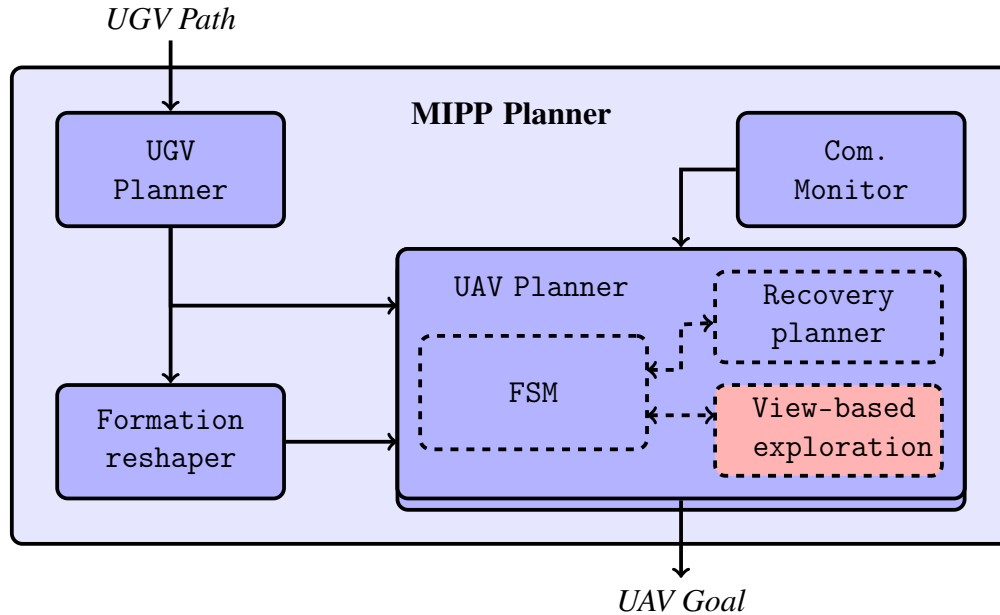 UGV Path
MIPP Planner
UGV
Planner
Com.
Monitor
UAV Planner
Recovery
planner
FSM
View-based
exploration
Formation
reshaper
UAV Goal